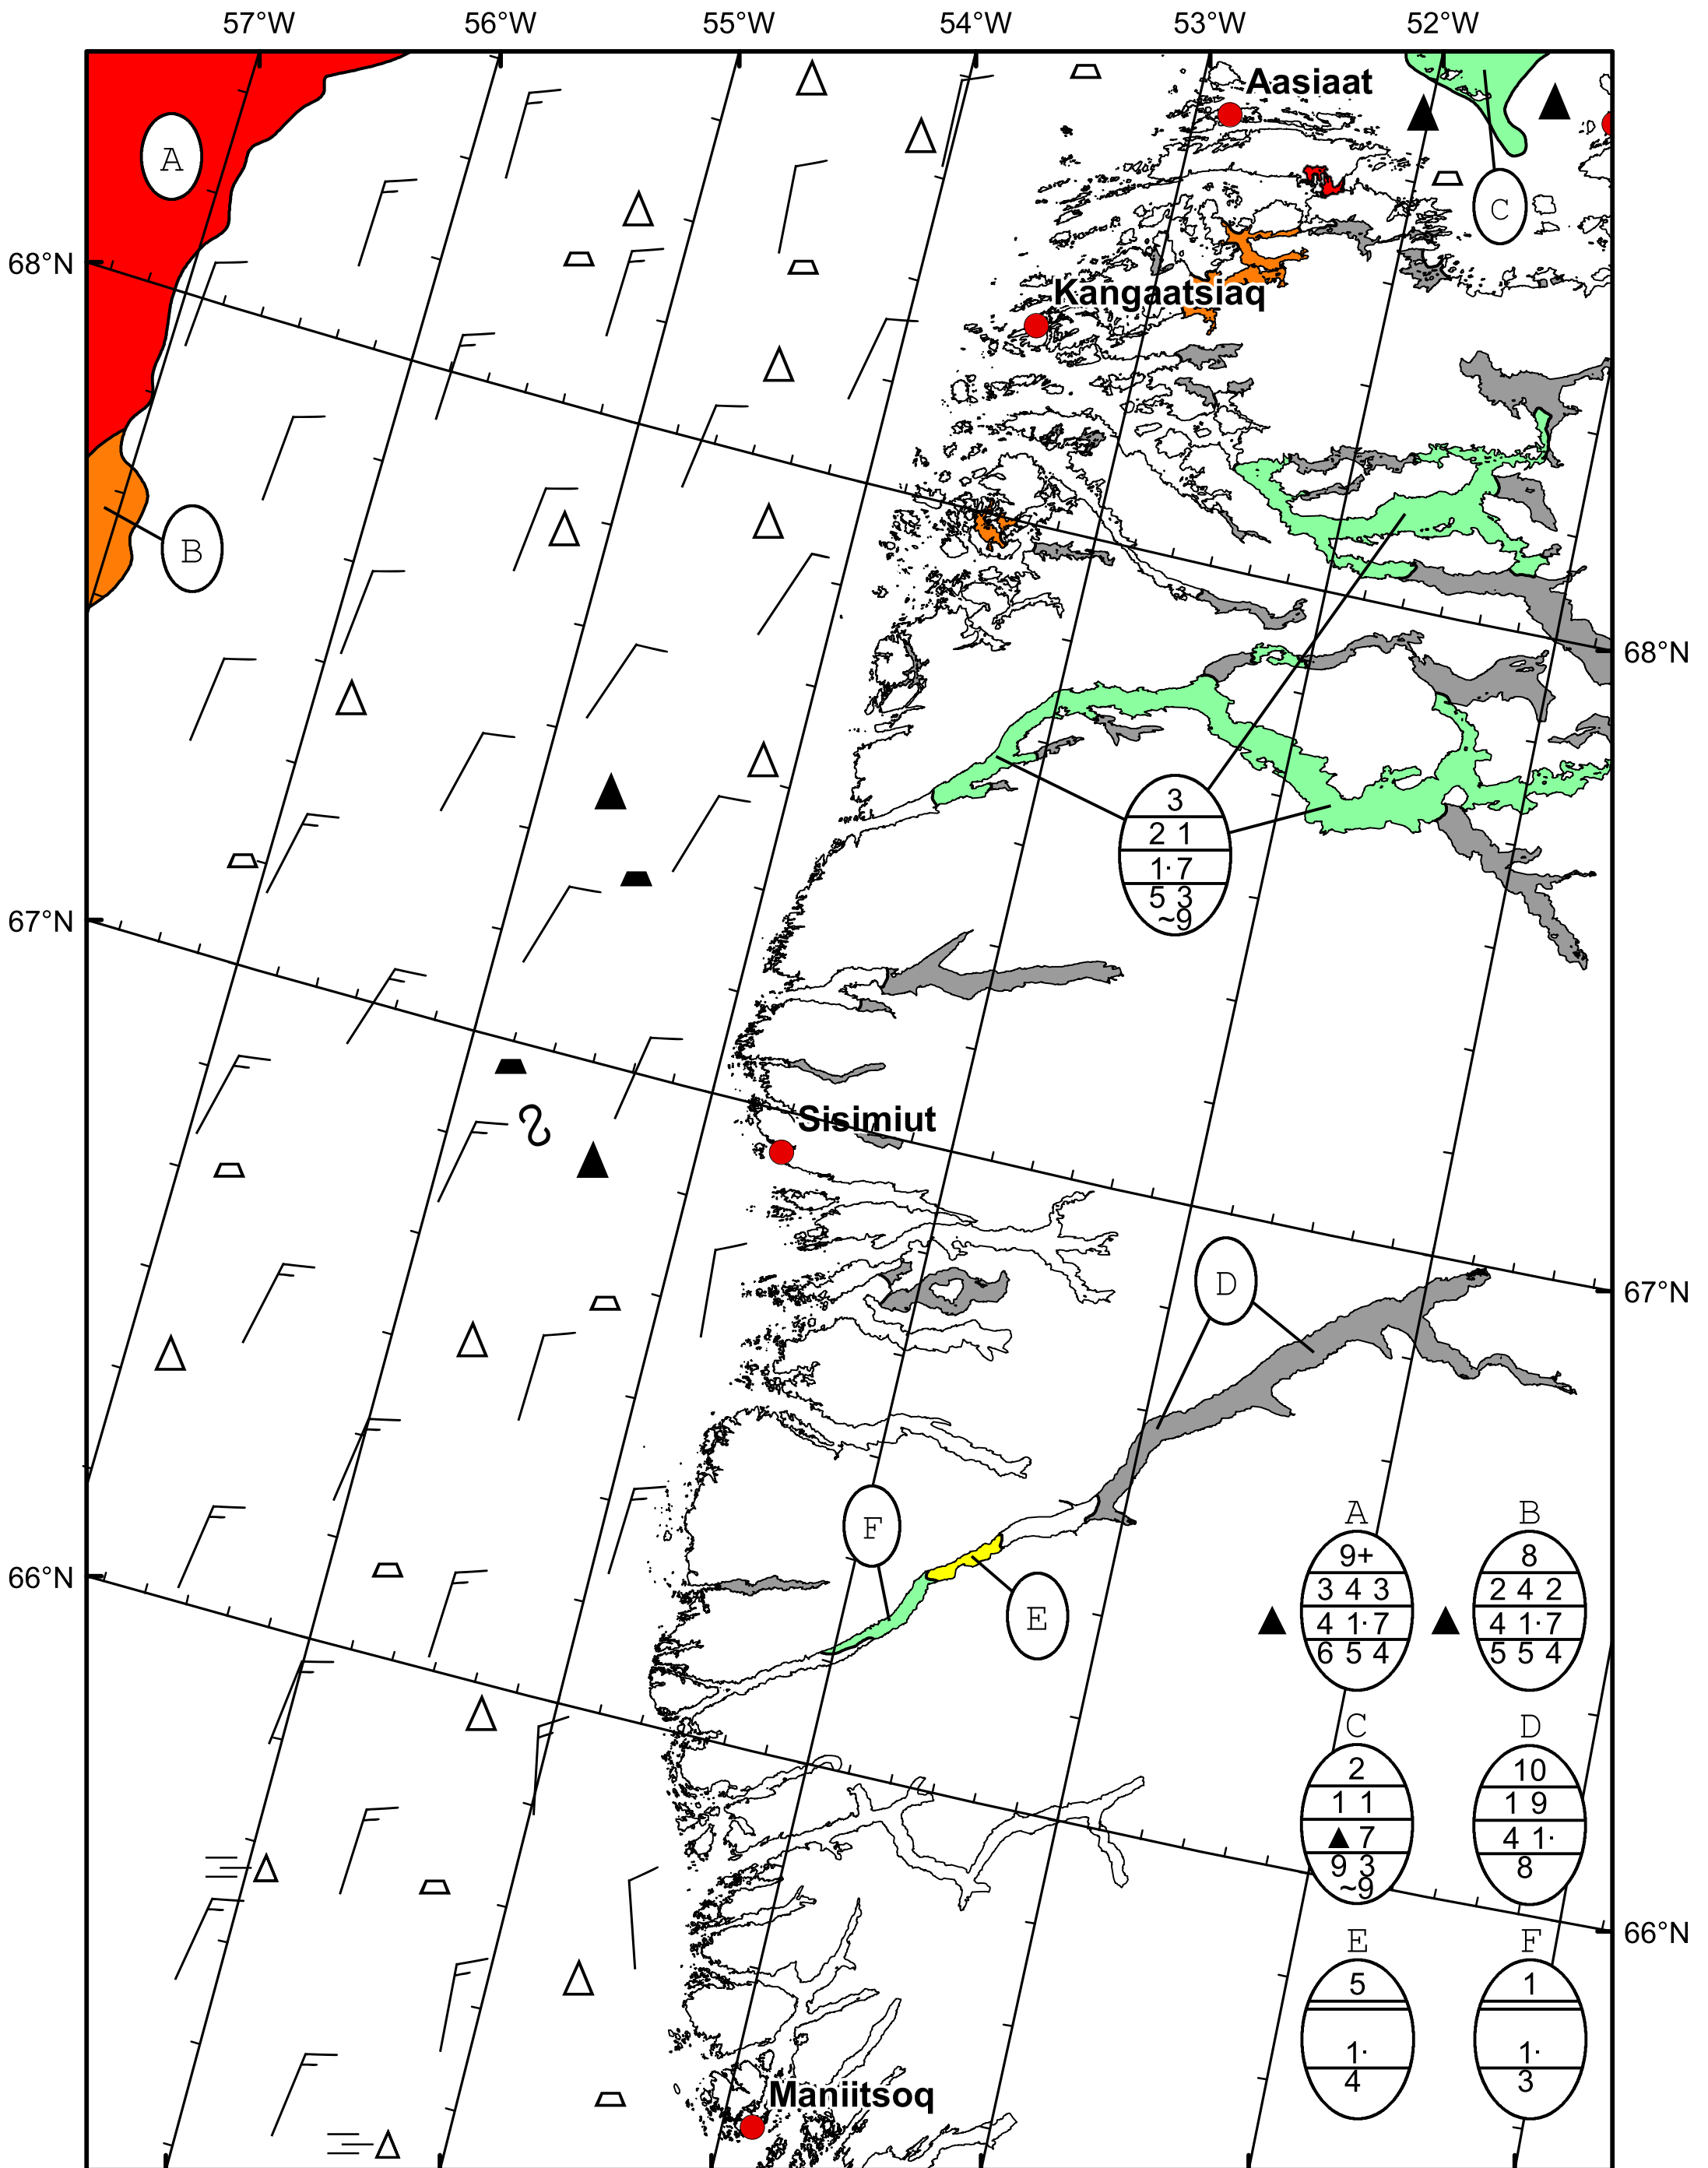 57°W 56°W 55°W 54°W 53°W 52°W
Aasiaat
A
C
68°N
Kangaatsiaq
B
68°N
3
2 1
1· 7
5 3
~9
67°N
Sisimiut
D
67°N
F
E
66°N
A B
9+ 8
3 4 3 2 4 2
4 1· 7 4 1· 7
6 5 4 5 5 4
C D
2 10
1 1 1 9
▲ 7 4 1·
9 3 8
~9
66°N
E F
5 1
1· 1·
4 3
Maniitsoq